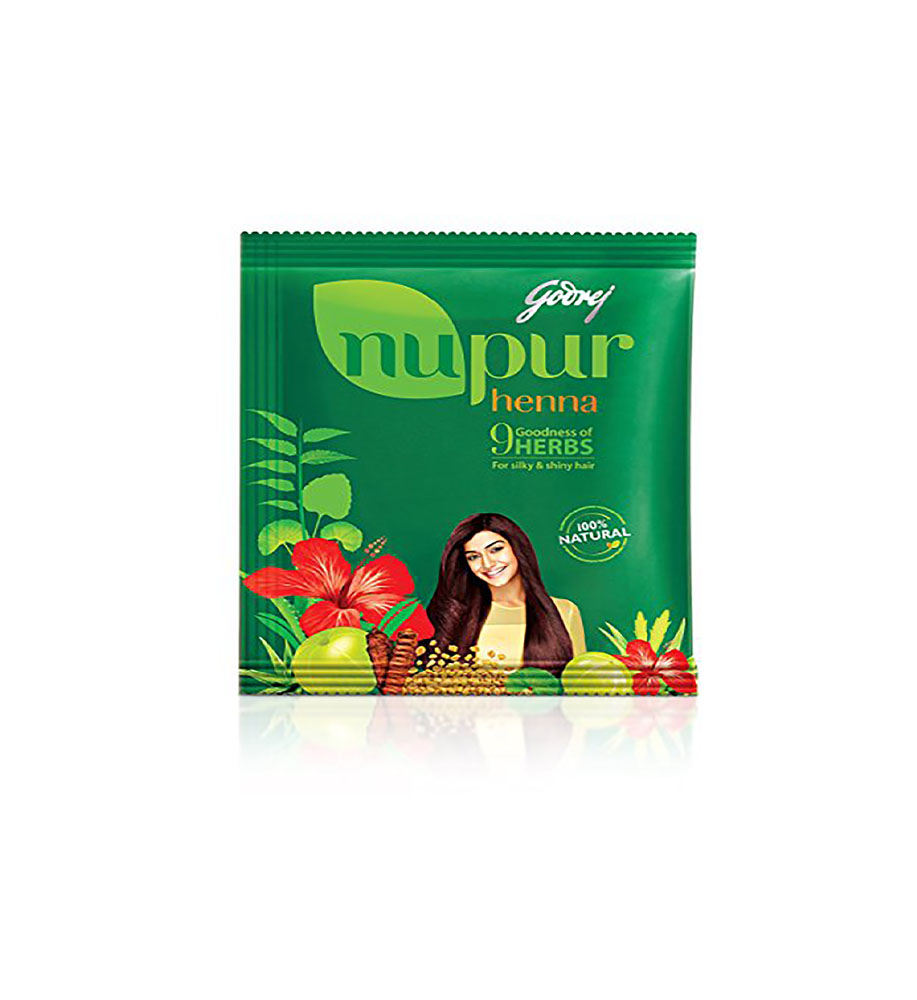 Godrej
nupur
henna
9 Goodness of
HERBS
For silky & shiny hair
100%
NATURAL